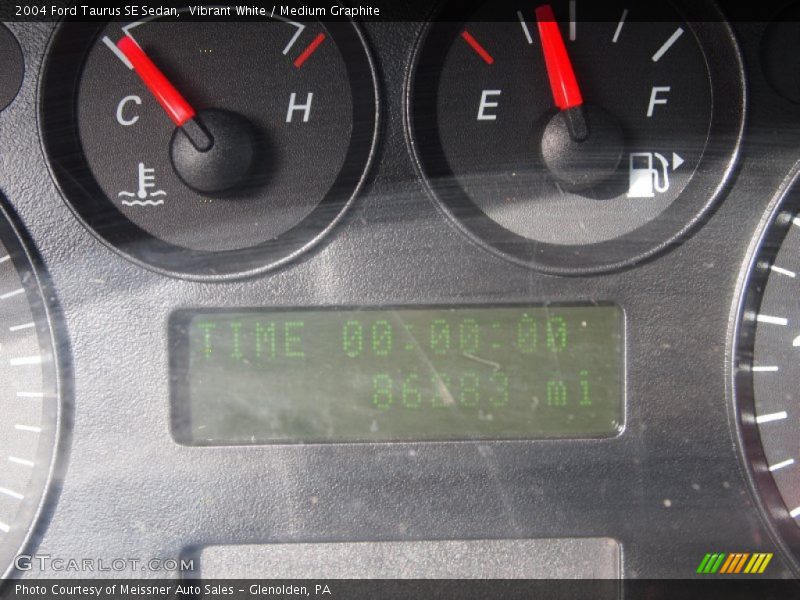 2004 Ford Taurus SE Sedan, Vibrant White / Medium Graphite
C H E F
TIME 00:00:00
mi
GTCARLOT.COM
Photo Courtesy of Meissner Auto Sales - Glenolden, PA